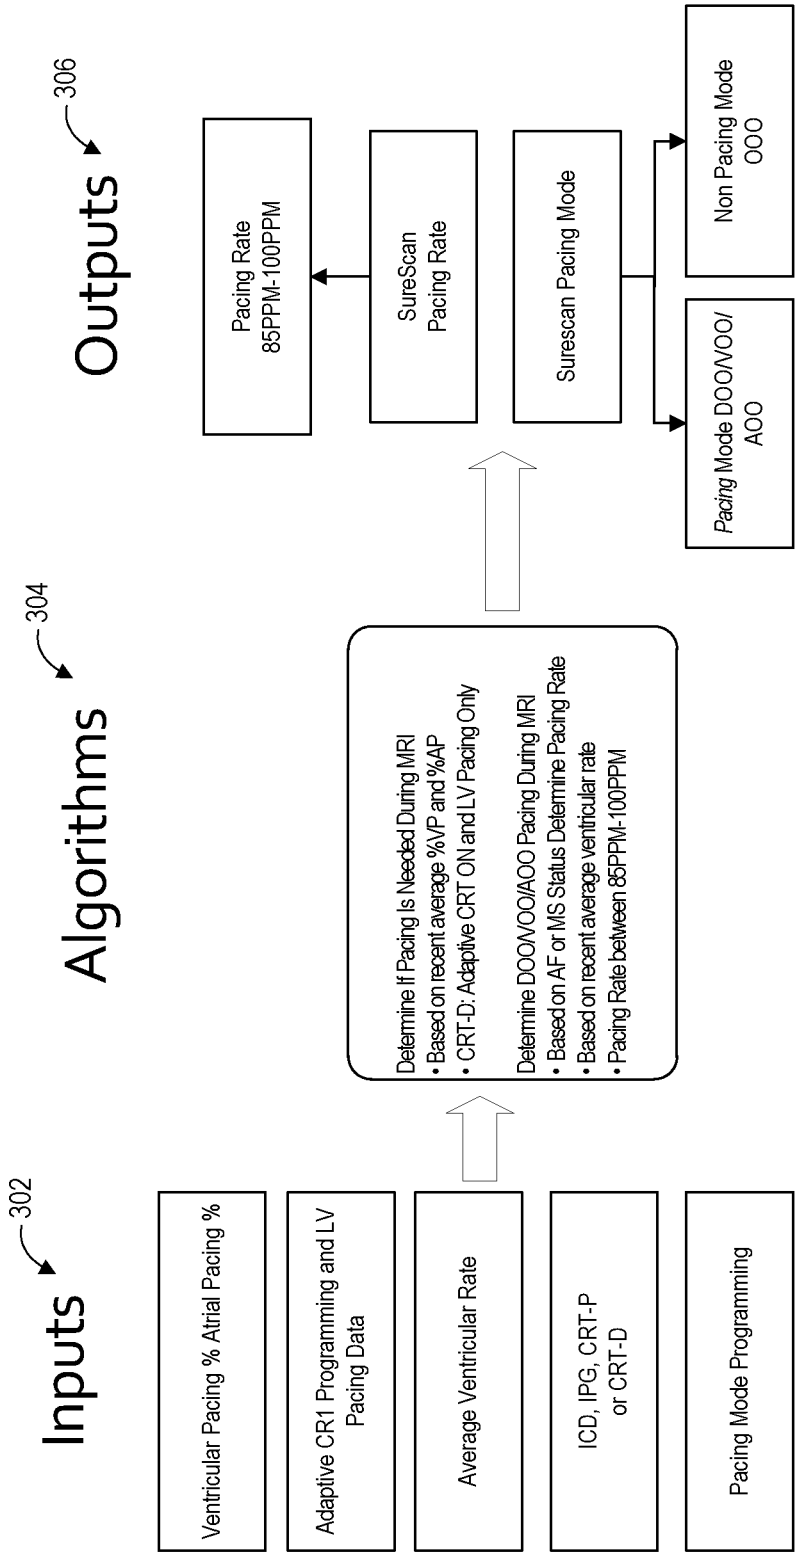 Inputs
302
Ventricular Pacing % Atrial Pacing %
Adaptive CR1 Programming and LV
Pacing Data
Average Ventricular Rate
ICD, IPG, CRT-P
or CRT-D
Pacing Mode Programming
Algorithms
304
Determine If Pacing Is Needed During MRI
• Based on recent average %VP and %AP
• CRT-D: Adaptive CRT ON and LV Pacing Only
Determine DOO/VOO/AOO Pacing During MRI
• Based on AF or MS Status Determine Pacing Rate
• Based on recent average ventricular rate
• Pacing Rate between 85PPM-100PPM
Outputs
306
Pacing Rate
85PPM-100PPM
SureScan
Pacing Rate
Surescan Pacing Mode
Pacing Mode DOO/VOO/
AOO
Non Pacing Mode
OOO